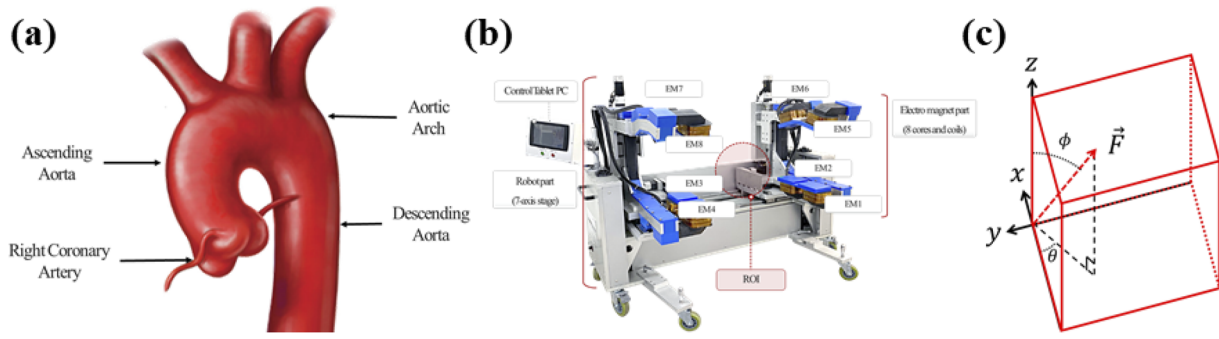 (a)
Ascending
Aorta
Right Coronary
Artery
Aortic
Arch
Descending
Aorta
(b)
Control Tablet PC
Robot part
(7-axis stage)
EM7
EM8
EM3
EM4
EM6
EM5
EM2
EM1
Electro magnet part
(8 cores and coils)
ROI
(c)
z
ϕ
F⃗
x
y
θ